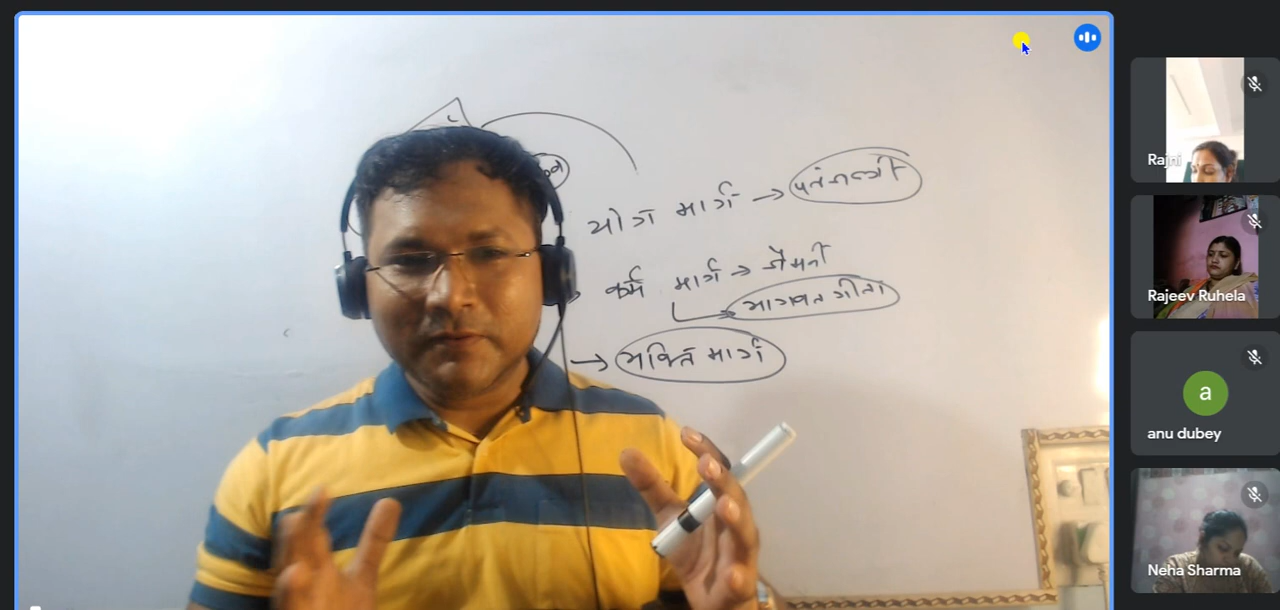 योग मार्ग → पतंजली
कर्म मार्ग → जैमनी
→ भागवत गीता
→ भक्ति मार्ग
Rajni
Rajeev Ruhela
a
anu dubey
Neha Sharma